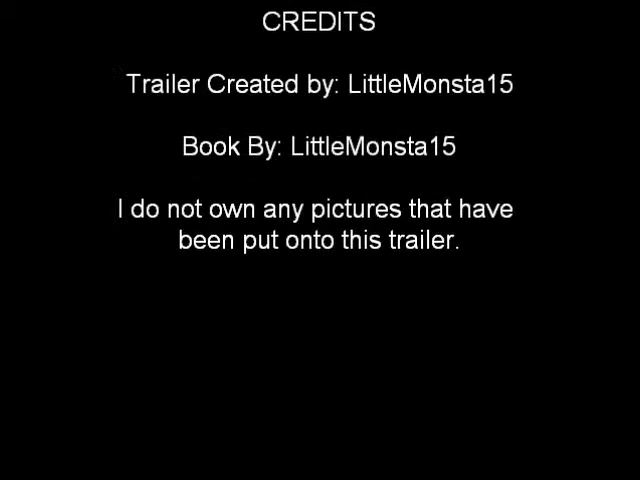 CREDITS
Trailer Created by: LittleMonsta15
Book By: LittleMonsta15
I do not own any pictures that have
been put onto this trailer.